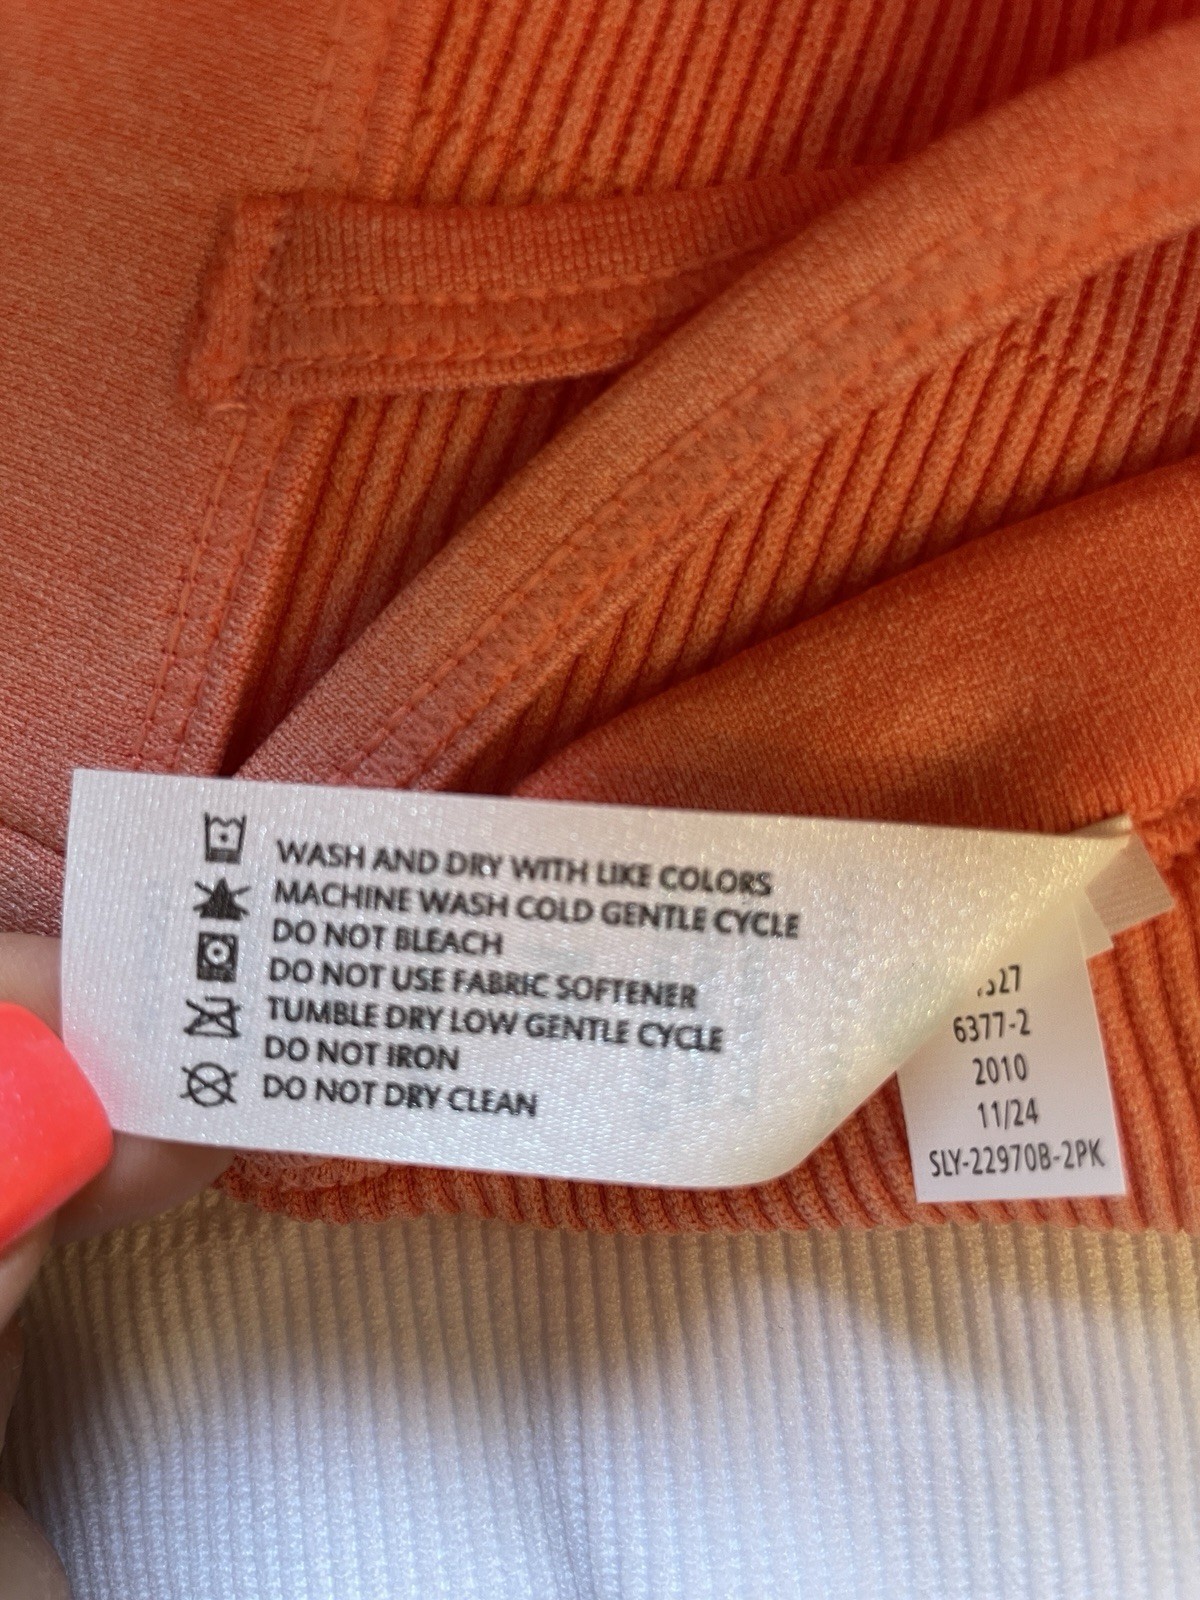 WASH AND DRY WITH LIKE COLORS
MACHINE WASH COLD GENTLE CYCLE
DO NOT BLEACH
DO NOT USE FABRIC SOFTENER
TUMBLE DRY LOW GENTLE CYCLE
DO NOT IRON
DO NOT DRY CLEAN
6377-2
2010
11/24
SLY-22970B-2PK